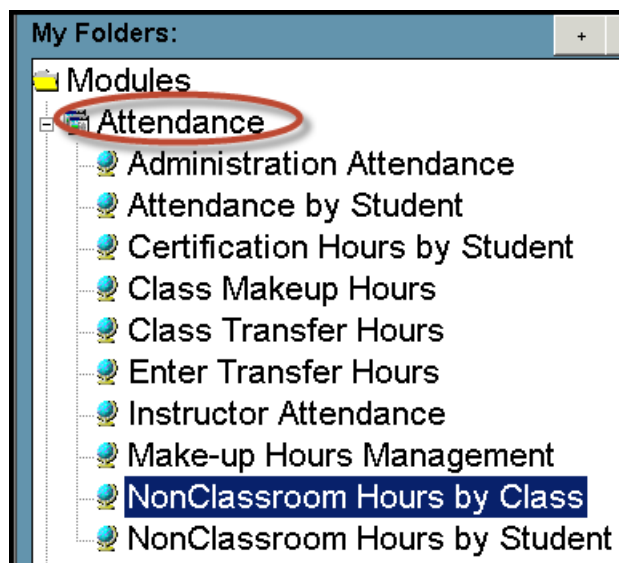 My Folders:
+
Modules
Attendance
Administration Attendance
Attendance by Student
Certification Hours by Student
Class Makeup Hours
Class Transfer Hours
Enter Transfer Hours
Instructor Attendance
Make-up Hours Management
NonClassroom Hours by Class
NonClassroom Hours by Student